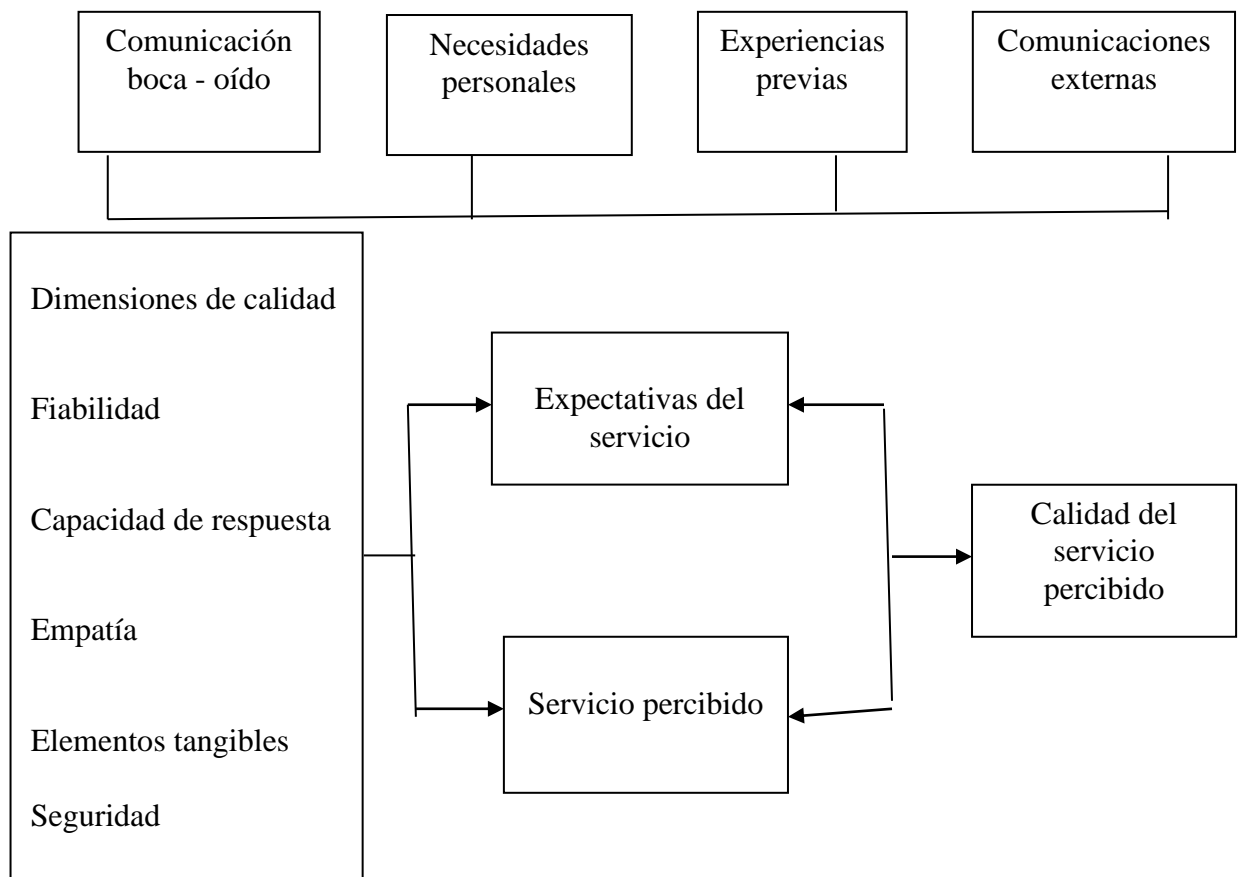 Comunicación
boca - oído
Necesidades
personales
Experiencias
previas
Comunicaciones
externas
Dimensiones de calidad
Fiabilidad
Capacidad de respuesta
Empatía
Elementos tangibles
Seguridad
Expectativas del
servicio
Servicio percibido
Calidad del
servicio
percibido